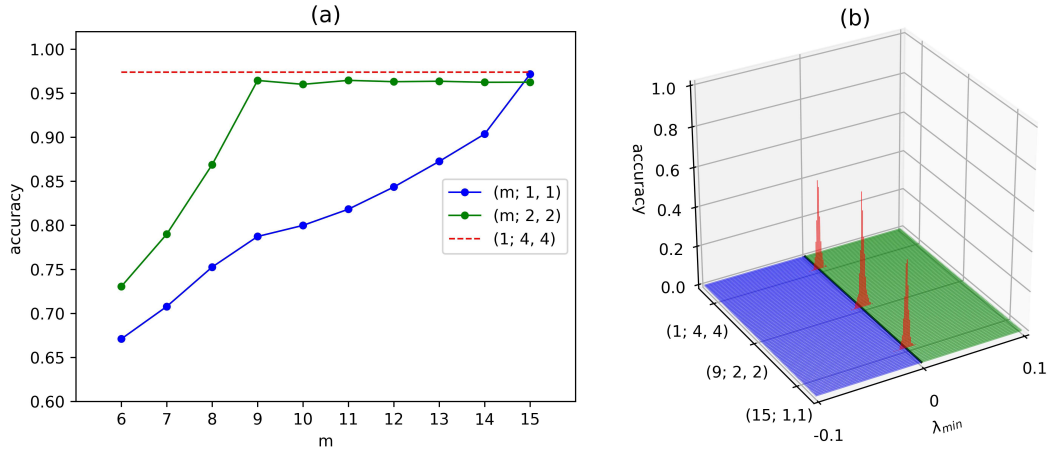 (a)
1.00
0.95
0.90
0.85
0.80
0.75
0.70
0.65
0.60
accuracy
6 7 8 9 10 11 12 13 14 15
m
(m; 1, 1)
(m; 2, 2)
(1; 4, 4)
(b)
1.0
0.8
0.6
0.4
0.2
0.0
accuracy
(1; 4, 4)
(9; 2, 2)
(15; 1,1)
-0.1
0
0.1
λmin